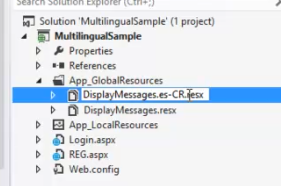 Search Solution Explorer (Ctrl+;)
Solution 'MultilingualSample' (1 project)
MultilingualSample
Properties
References
App_GlobalResources
DisplayMessages.es-CR.resx
DisplayMessages.resx
App_LocalResources
Login.aspx
REG.aspx
Web.config